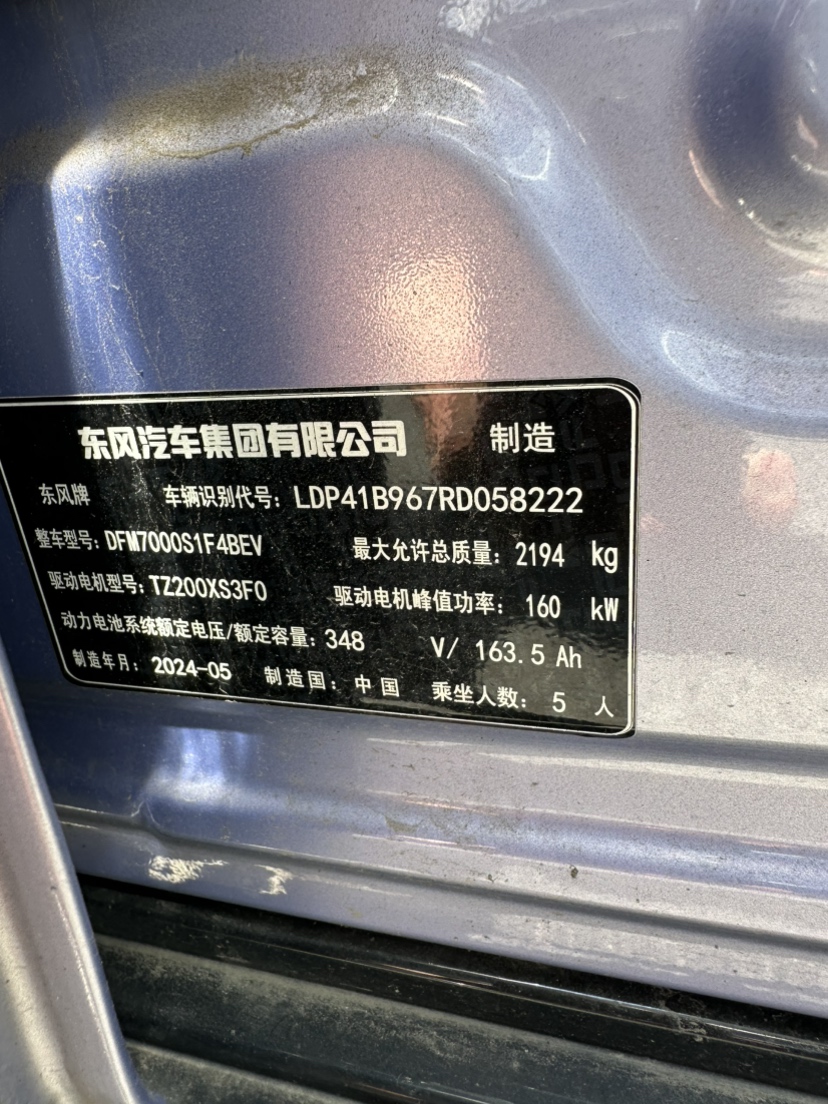 东风汽车集团有限公司 制造
东风牌 车辆识别代号: LDP41B967RD058222
整车型号: DFM7000S1F4BEV 最大允许总质量: 2194 kg
驱动电机型号: TZ200XS3F0 驱动电机峰值功率: 160 kW
动力电池系统额定电压/额定容量: 348 V/ 163.5 Ah
制造年月: 2024-05 制造国: 中国 乘坐人数: 5 人